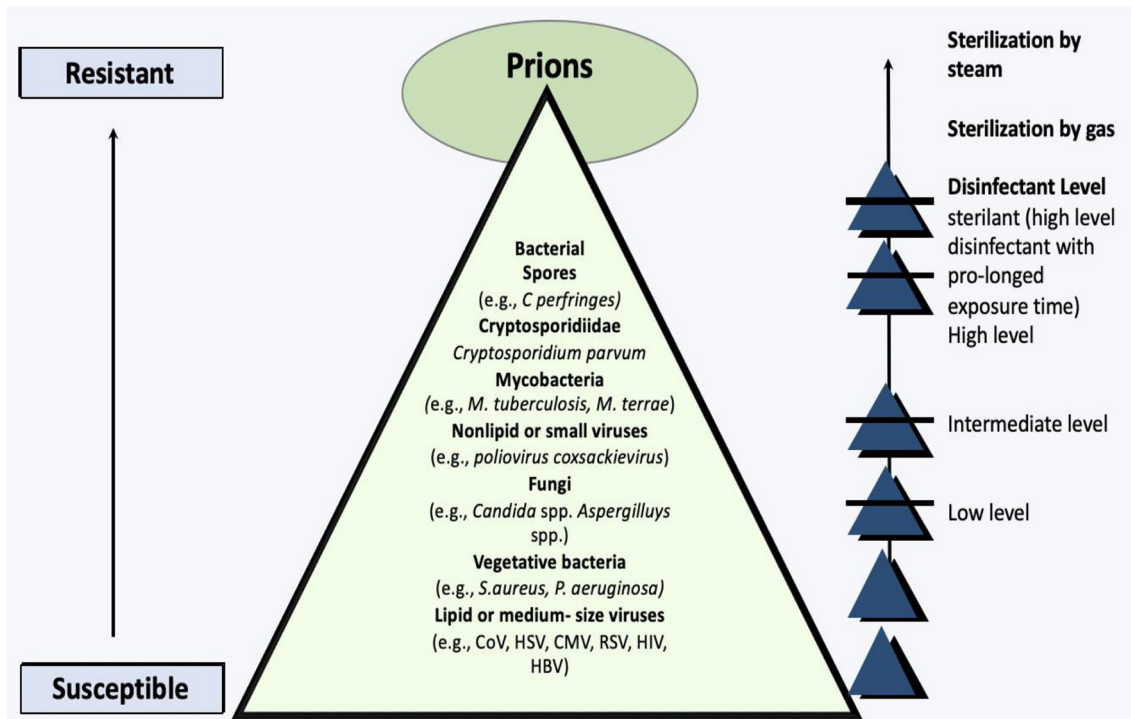 Resistant
Susceptible
Prions
Bacterial
Spores
(e.g., C perfringes)
Cryptosporidiidae
Cryptosporidium parvum
Mycobacteria
(e.g., M. tuberculosis, M. terrae)
Nonlipid or small viruses
(e.g., poliovirus coxsackievirus)
Fungi
(e.g., Candida spp. Aspergilluys
spp.)
Vegetative bacteria
(e.g., S.aureus, P. aeruginosa)
Lipid or medium- size viruses
(e.g., CoV, HSV, CMV, RSV, HIV,
HBV)
Sterilization by
steam
Sterilization by gas
Disinfectant Level
sterilant (high level
disinfectant with
pro-longed
exposure time)
High level
Intermediate level
Low level